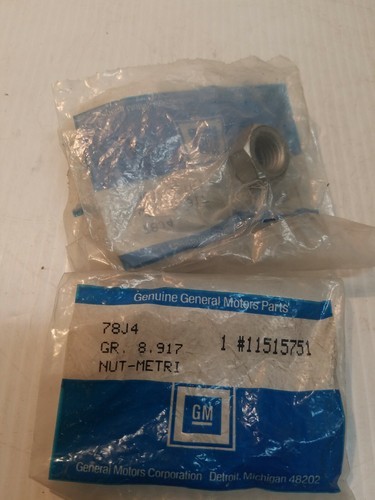 Genuine General Motors Parts
78J4
GR. 8.917 1 #11515751
NUT-METRI
GM
General Motors Corporation Detroit, Michigan 48202